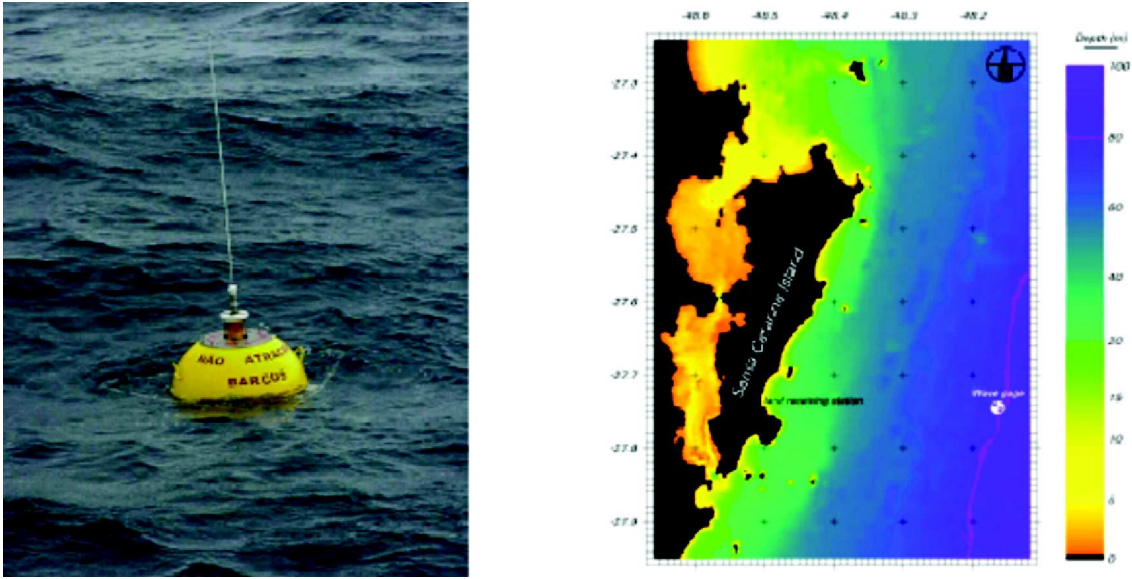 NÃO ATRACAR
BARCOS
-48.6 -48.5 -48.4 -48.3 -48.2
Depth (m)
100
80
60
40
20
15
10
5
0
-27.3
-27.4
-27.5
-27.6
-27.7
-27.8
-27.9
Santa Catarina Island
land receiving station
Wave gage